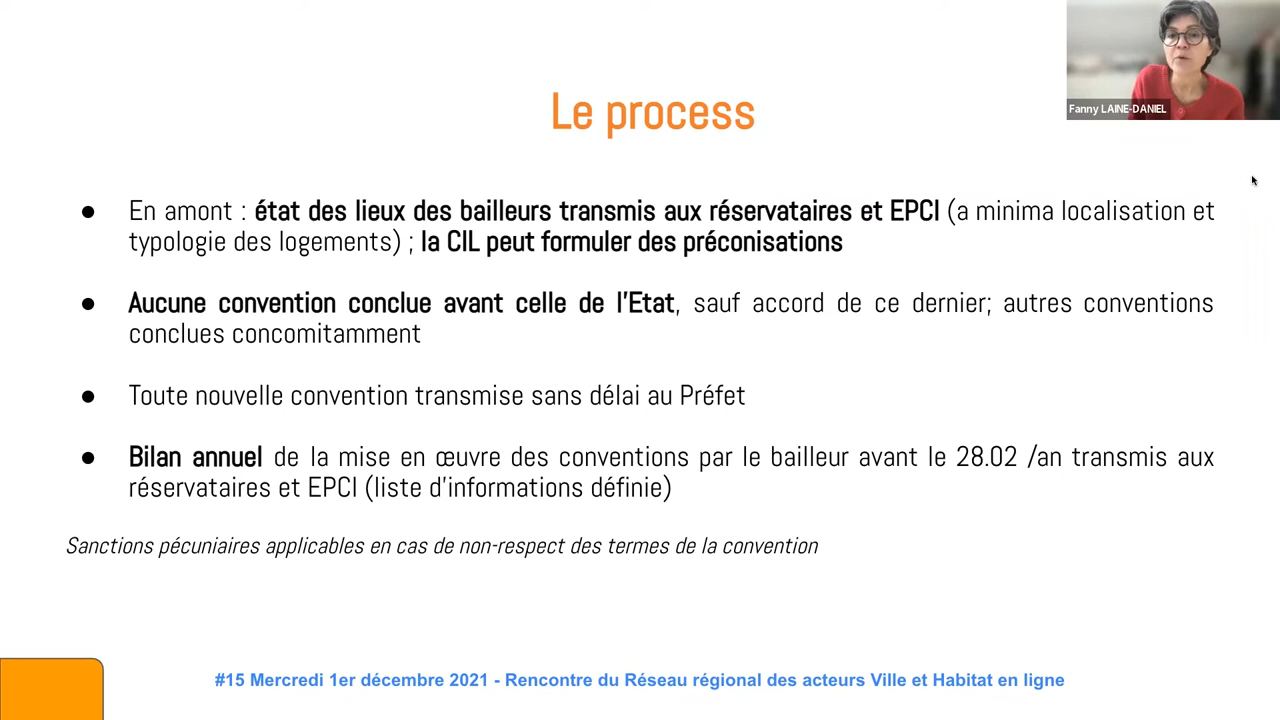 Fanny LAINE-DANIEL
Le process
● En amont : état des lieux des bailleurs transmis aux réservataires et EPCI (a minima localisation et
typologie des logements) ; la CIL peut formuler des préconisations
● Aucune convention conclue avant celle de l'Etat, sauf accord de ce dernier; autres conventions
conclues concomitamment
● Toute nouvelle convention transmise sans délai au Préfet
● Bilan annuel de la mise en œuvre des conventions par le bailleur avant le 28.02 /an transmis aux
réservataires et EPCI (liste d'informations définie)
Sanctions pécuniaires applicables en cas de non-respect des termes de la convention
#15 Mercredi 1er décembre 2021 - Rencontre du Réseau régional des acteurs Ville et Habitat en ligne